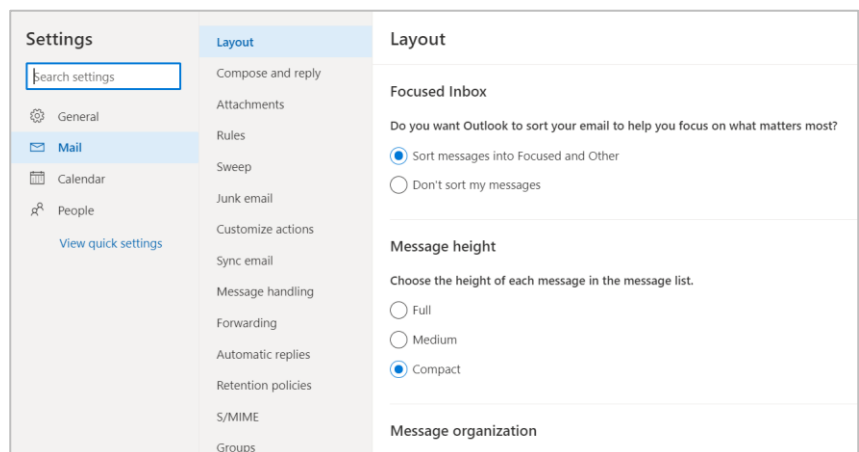 Settings
Search settings
General
Mail
Calendar
People
View quick settings
Layout
Compose and reply
Attachments
Rules
Sweep
Junk email
Customize actions
Sync email
Message handling
Forwarding
Automatic replies
Retention policies
S/MIME
Groups
Layout
Focused Inbox
Do you want Outlook to sort your email to help you focus on what matters most?
Sort messages into Focused and Other
Don't sort my messages
Message height
Choose the height of each message in the message list.
Full
Medium
Compact
Message organization